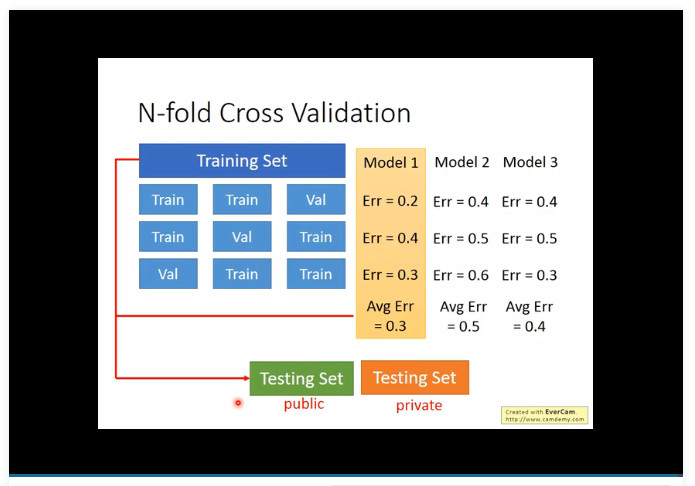 N-fold Cross Validation
Training Set
Model 1 Model 2 Model 3
Train Train Val
Err = 0.2 Err = 0.4 Err = 0.4
Train Val Train
Err = 0.4 Err = 0.5 Err = 0.5
Val Train Train
Err = 0.3 Err = 0.6 Err = 0.3
Avg Err Avg Err Avg Err
= 0.3 = 0.5 = 0.4
Testing Set Testing Set
public private
Created with EverCam.
http://www.camdemy.com